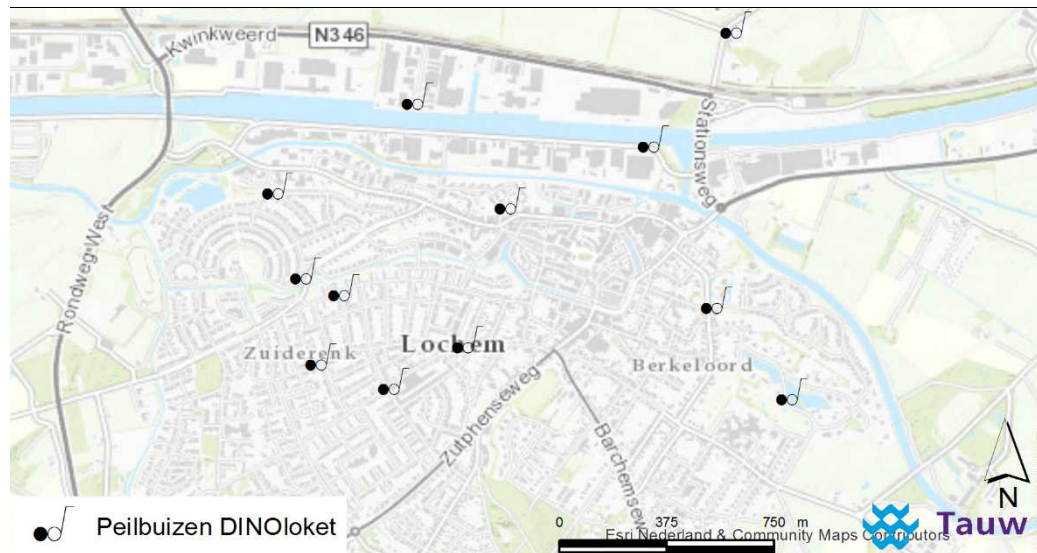 Kwinkweerd
N346
Stationsweg
Rondweg West
Lochem
Zuiderenk
Berkeloord
Zutphenseweg
Barchemsew
N
Peilbuizen DINOloket
0 375 750 m
Esri Nederland & Community Maps Contributors
Tauw